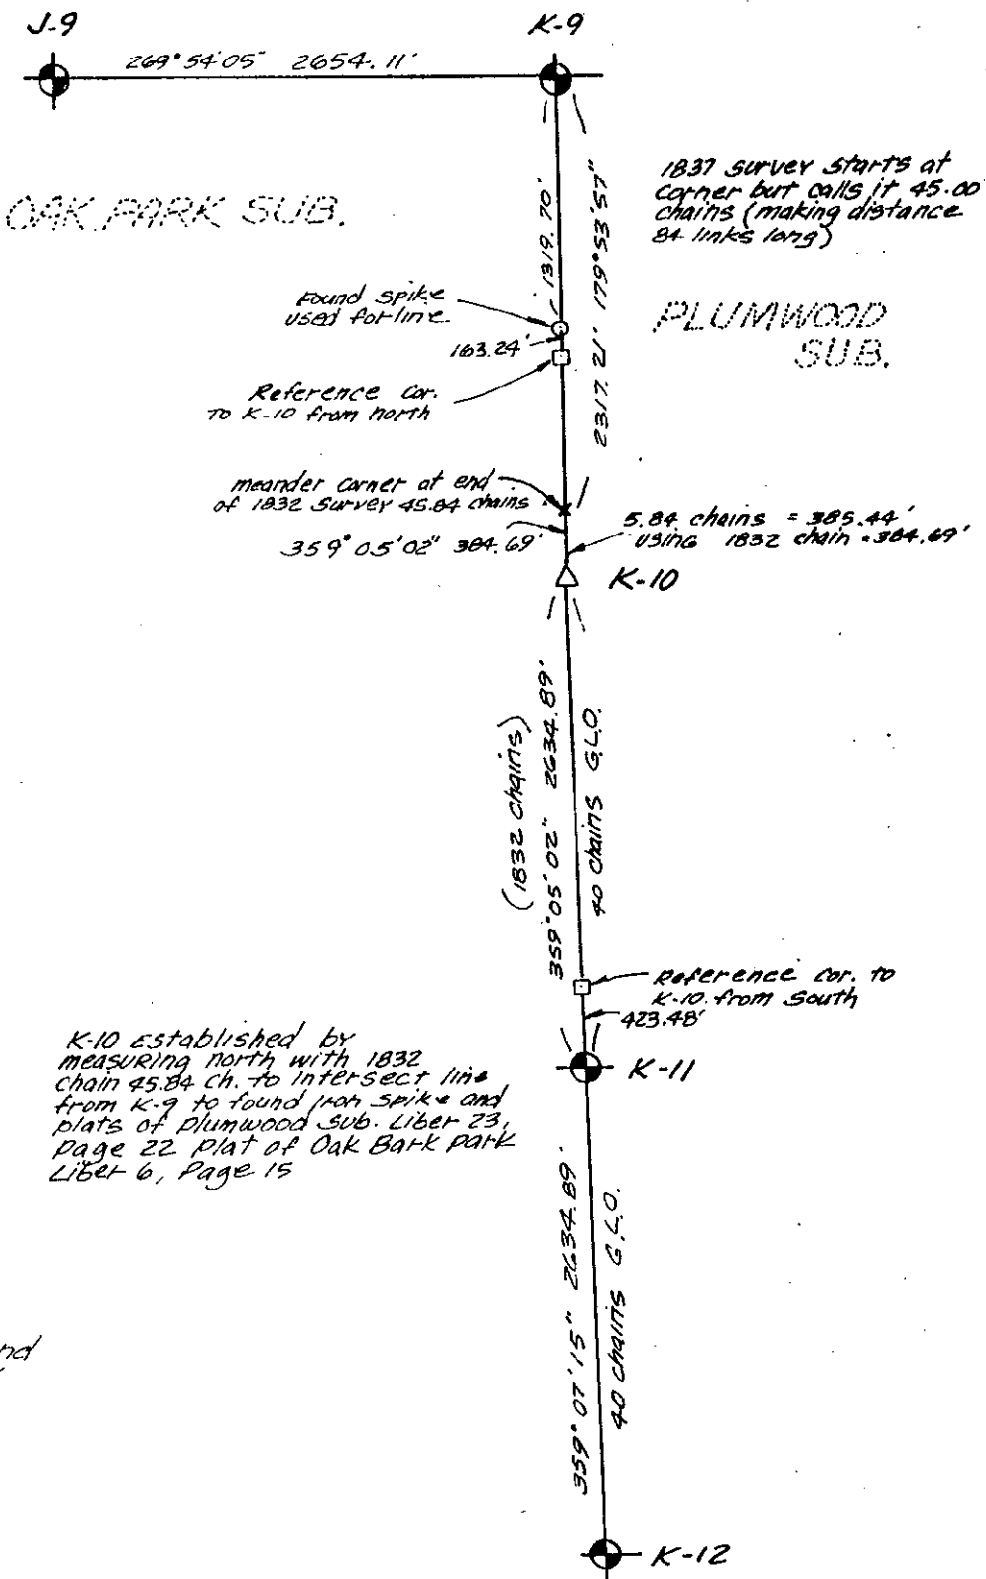 J-9
K-9
269°54'05" 2654.11'
OAK PARK SUB.
1319.70'
2317.21' 179°53'57"
1837 survey starts at
corner but calls it 45.00
chains (making distance
84 links long)
PLUMWOOD
SUB.
Found spike
used for line.
163.24'
Reference Cor.
To K-10 from north
meander corner at end
of 1832 survey 45.84 chains
359°05'02" 384.69'
5.84 chains = 385.44'
using 1832 chain = 384.69'
K-10
(1832 chains)
359°05'02" 2634.89'
40 chains G.L.O.
Reference Cor. to
K-10 from South
423.48'
K-11
K-10 established by
measuring north with 1832
chain 45.84 ch. to intersect line
from K-9 to found iron spike and
plats of Plumwood Sub. Liber 23,
Page 22 Plat of Oak Bark Park
Liber 6, Page 15
359°07'15" 2634.89'
40 chains G.L.O.
nd
K-12